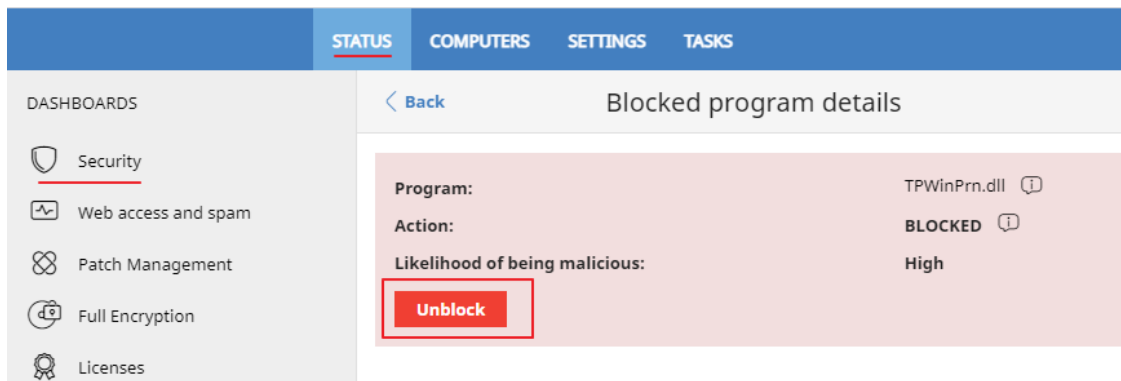 STATUS COMPUTERS SETTINGS TASKS
DASHBOARDS
Security
Web access and spam
Patch Management
Full Encryption
Licenses
Back Blocked program details
Program: TPWinPrn.dll
Action: BLOCKED
Likelihood of being malicious: High
Unblock